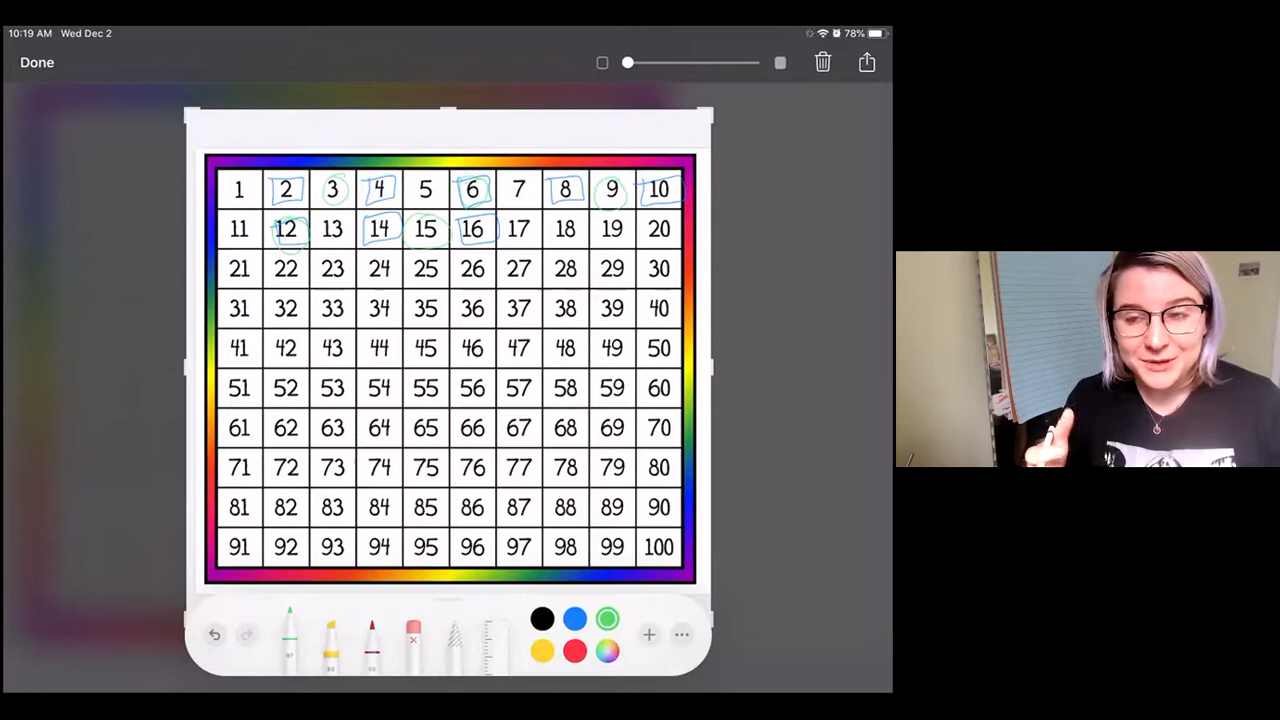 10:19 AM Wed Dec 2 78%
Done
1 2 3 4 5 6 7 8 9 10
11 12 13 14 15 16 17 18 19 20
21 22 23 24 25 26 27 28 29 30
31 32 33 34 35 36 37 38 39 40
41 42 43 44 45 46 47 48 49 50
51 52 53 54 55 56 57 58 59 60
61 62 63 64 65 66 67 68 69 70
71 72 73 74 75 76 77 78 79 80
81 82 83 84 85 86 87 88 89 90
91 92 93 94 95 96 97 98 99 100